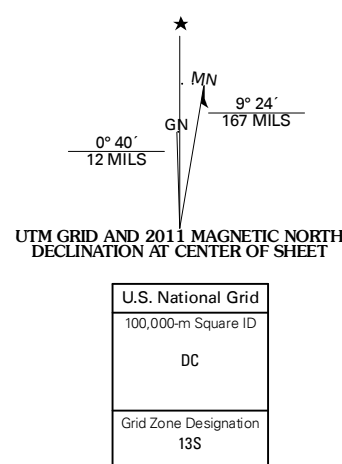 MN
9° 24´
167 MILS
GN
0° 40´
12 MILS
UTM GRID AND 2011 MAGNETIC NORTH
DECLINATION AT CENTER OF SHEET
U.S. National Grid
100,000-m Square ID
DC
Grid Zone Designation
13S